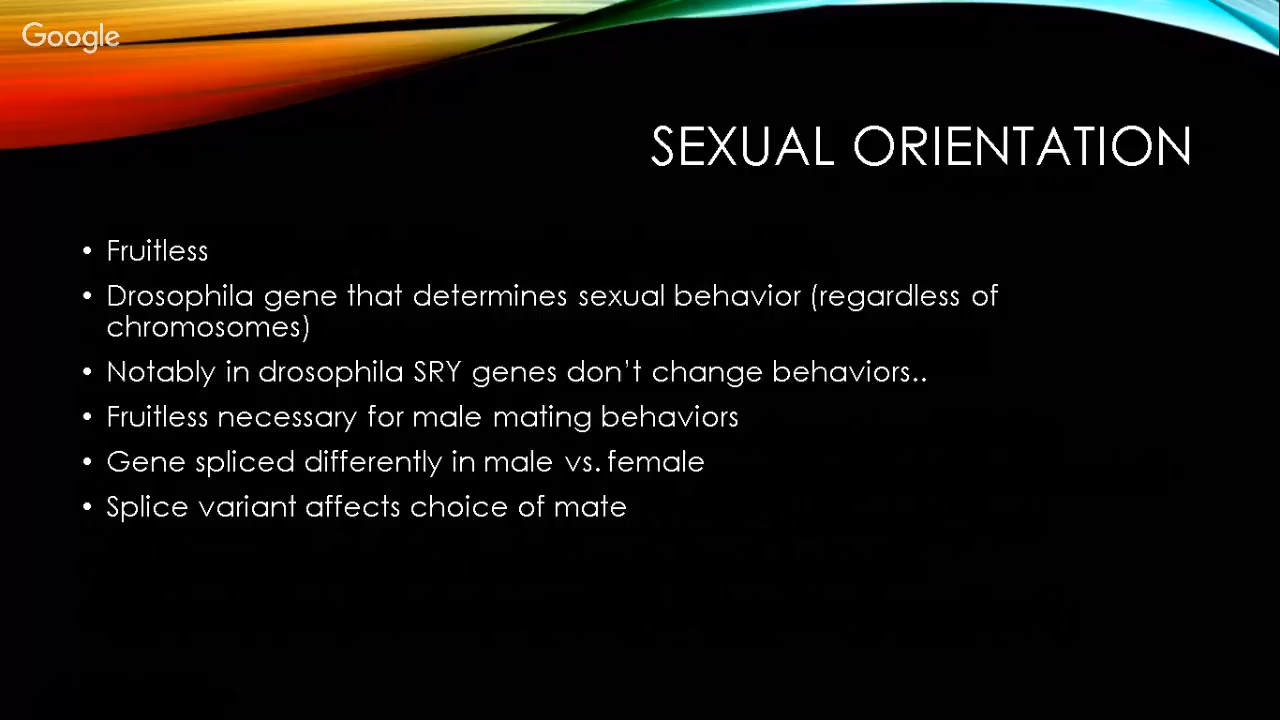 Google
SEXUAL ORIENTATION
• Fruitless
• Drosophila gene that determines sexual behavior (regardless of
chromosomes)
• Notably in drosophila SRY genes don't change behaviors..
• Fruitless necessary for male mating behaviors
• Gene spliced differently in male vs. female
• Splice variant affects choice of mate